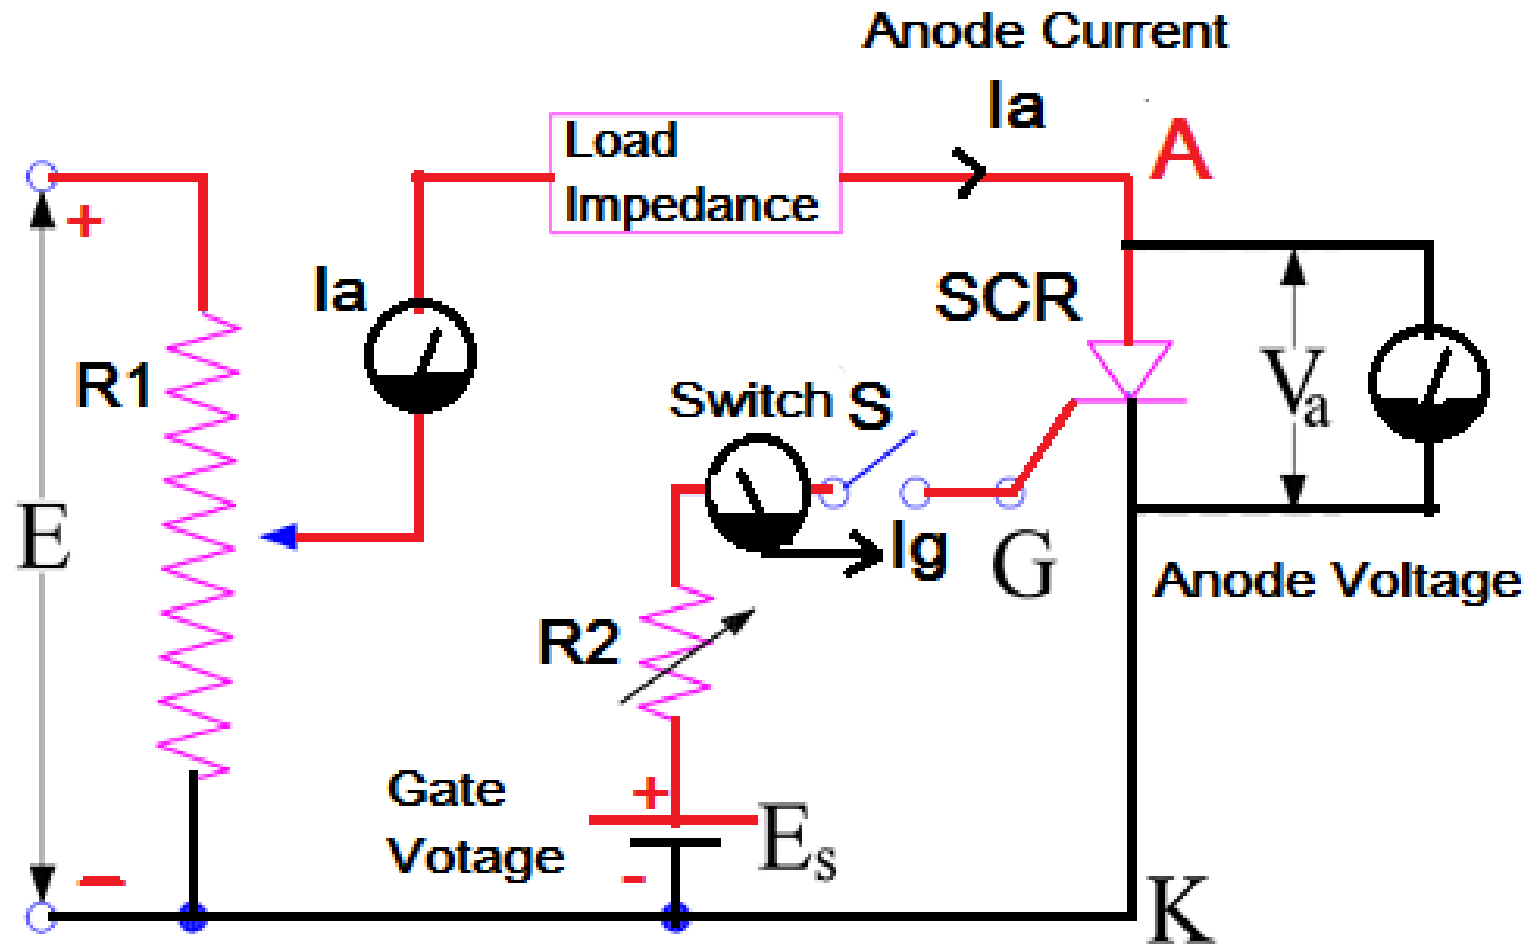 Anode Current
Ia
A
Load
Impedance
+
Ia
SCR
R1
Va
Switch S
E
Ig
G
Anode Voltage
R2
Gate
Votage
+
Es
-
−
K